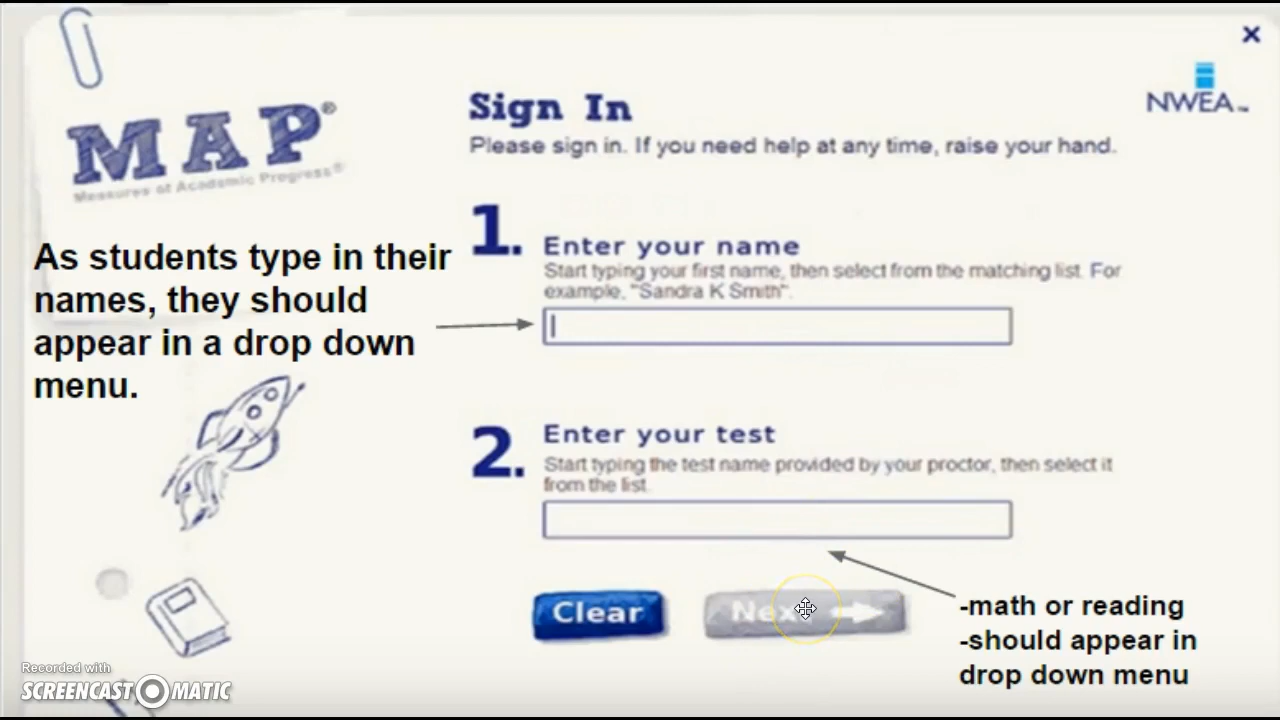 MAP®
Measures of Academic Progress®
Sign In
Please sign in. If you need help at any time, raise your hand.
NWEA™
1.
Enter your name
Start typing your first name, then select from the matching list. For
example, "Sandra K Smith".
As students type in their
names, they should
appear in a drop down
menu.
2.
Enter your test
Start typing the test name provided by your proctor, then select it
from the list.
Clear
Next
-math or reading
-should appear in
drop down menu
Recorded with
SCREENCAST-O-MATIC